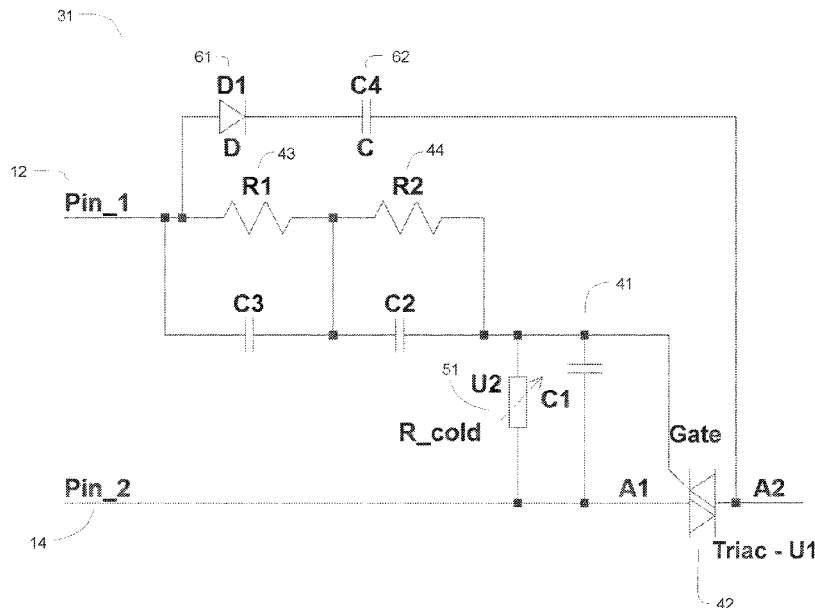 31
61
62
D1
C4
D
C
43
44
12
Pin_1
R1
R2
C3
C2
41
51
U2
C1
R_cold
Gate
Pin_2
A1
A2
14
Triac - U1
42